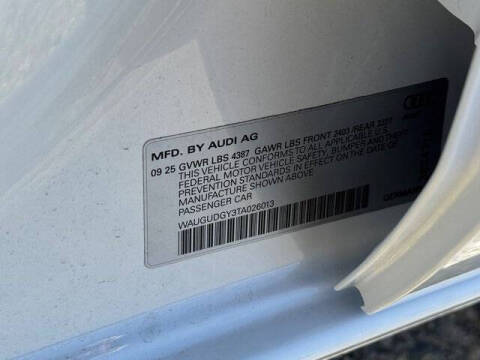 MFD. BY AUDI AG
09 25 GVWR LBS 4387 GAWR LBS FRONT 2403 /REAR
THIS VEHICLE CONFORMS TO ALL APPLICABLE U.S.
FEDERAL MOTOR VEHICLE SAFETY, BUMPER AND THEFT
PREVENTION STANDARDS IN EFFECT ON THE DATE OF
MANUFACTURE SHOWN ABOVE
PASSENGER CAR
WAUGUDGY3TA026013